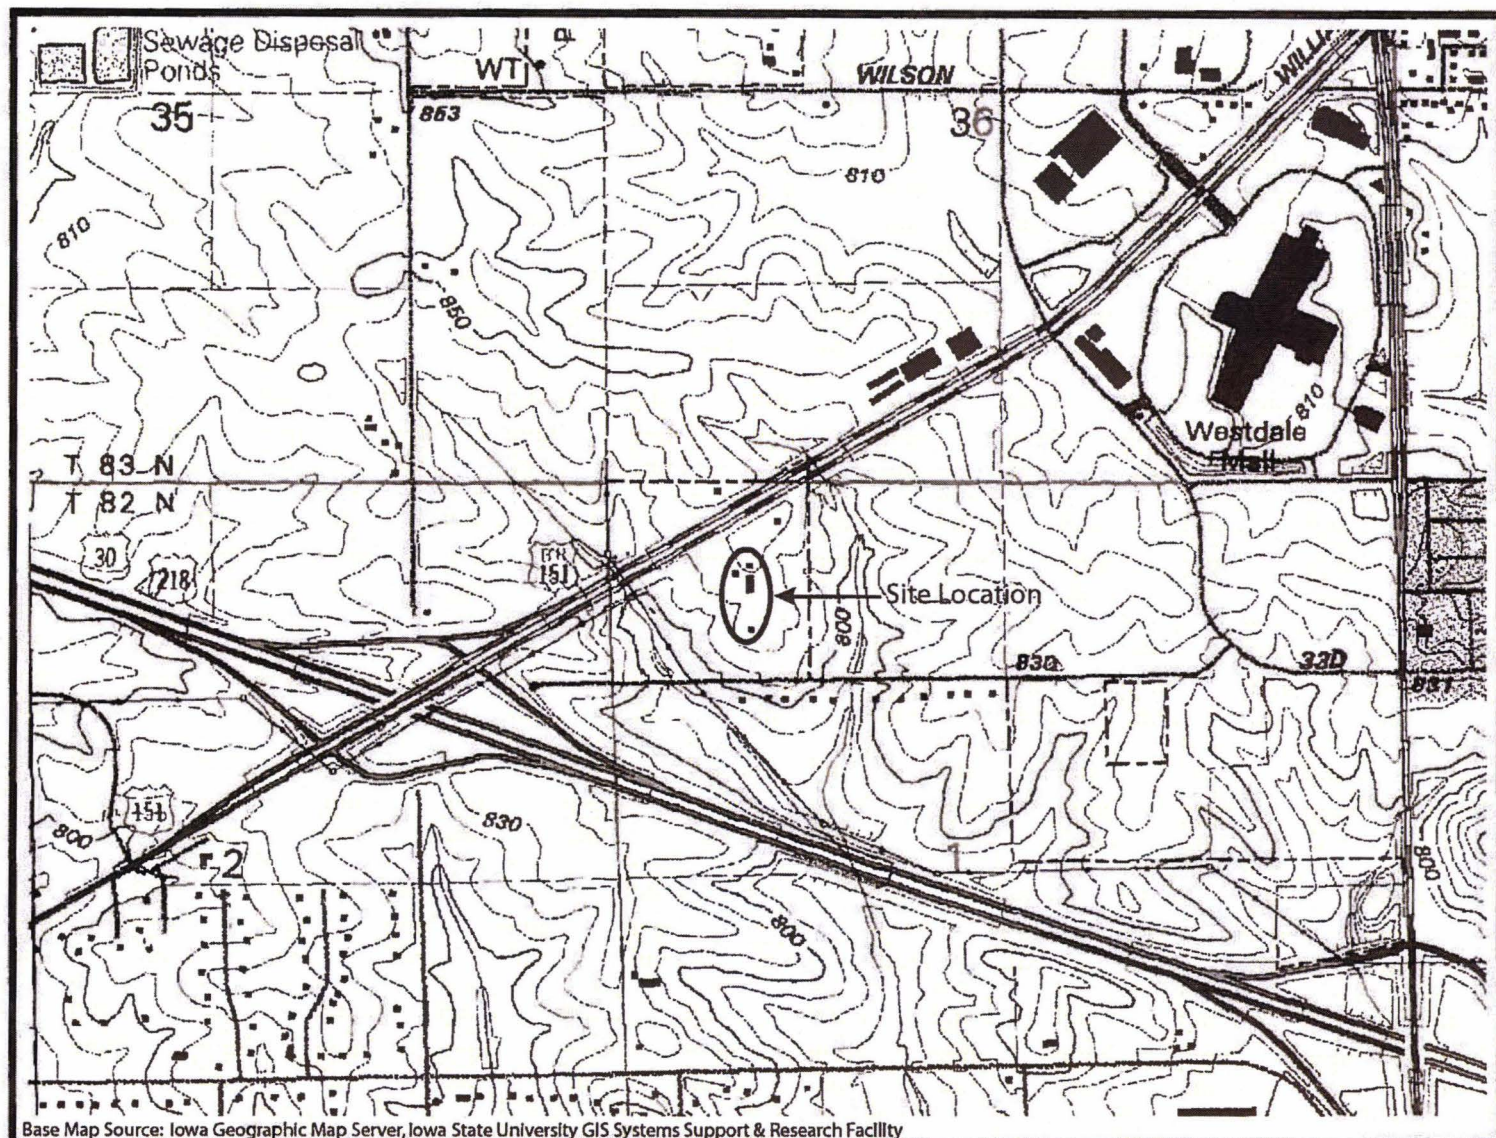 Sewage Disposal
Ponds
WT
WILSON
35
853
36
810
810
850
810
Westdale
Mall
T 83 N
T 82 N
30
218
151
Site Location
800
830
33D
831
151
800
2
830
1
800
800
Base Map Source: Iowa Geographic Map Server, Iowa State University GIS Systems Support & Research Facility